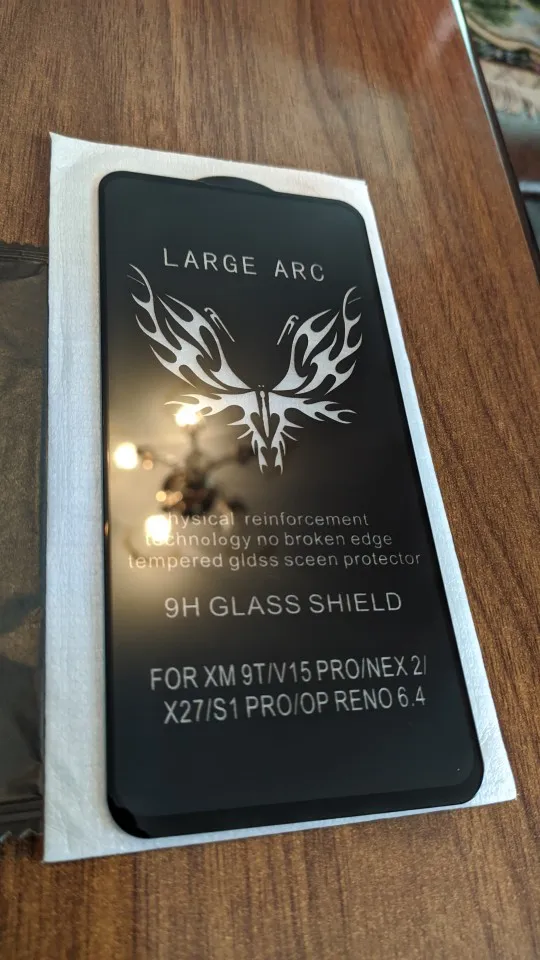 LARGE ARC
physical reinforcement
technology no broken edge
tempered gldss sceen protector
9H GLASS SHIELD
FOR XM 9T/V15 PRO/NEX 2/
X27/S1 PRO/OP RENO 6.4